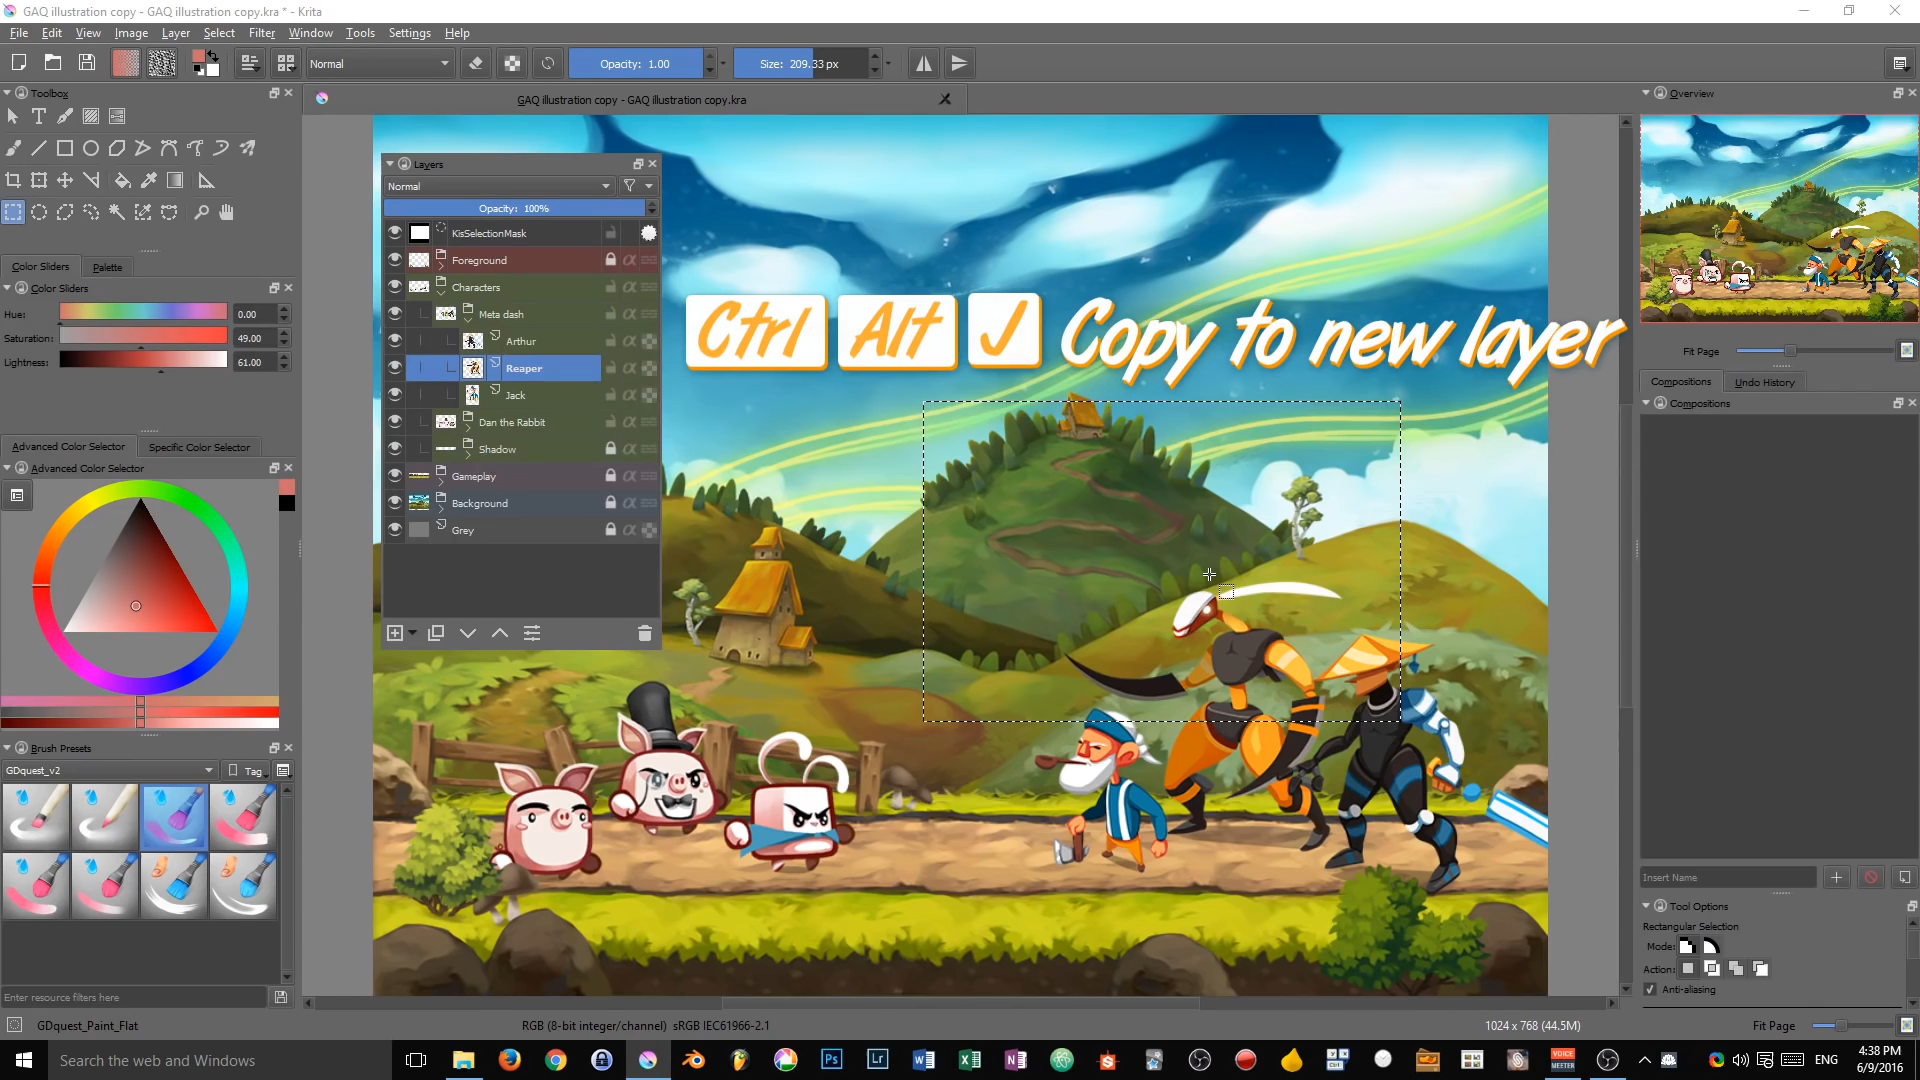 GAQ illustration copy - GAQ illustration copy.kra * - Krita
File Edit View Image Layer Select Filter Tools Settings Window Help
Normal
Opacity: 1.00
Size: 209.33 px
Toolbox
GAQ illustration copy - GAQ illustration copy.kra
Overview
Layers
Normal
Opacity: 100%
KisSelectionMask
Foreground
Characters
Meta dash
Arthur
Reaper
Jack
Dan the Rabbit
Shadow
Gameplay
Background
Grey
Ctrl Alt J Copy to new layer
Color Sliders Palette
Color Sliders
Hue: 0.00
Saturation: 49.00
Lightness: 61.00
Fit Page
Compositions Undo History
Compositions
Advanced Color Selector Specific Color Selector
Advanced Color Selector
Brush Presets
GDquest_v2
Tag
Insert Name
Tool Options
Rectangular Selection
Mode:
Action:
Anti-aliasing
Enter resource filters here
GDquest_Paint_Flat
RGB (8-bit integer/channel) sRGB IEC61966-2.1
1024 x 768 (44.5M)
Fit Page
Search the web and Windows
Ps
Lr
VOICE
MEETER
ENG
4:38 PM
6/9/2016